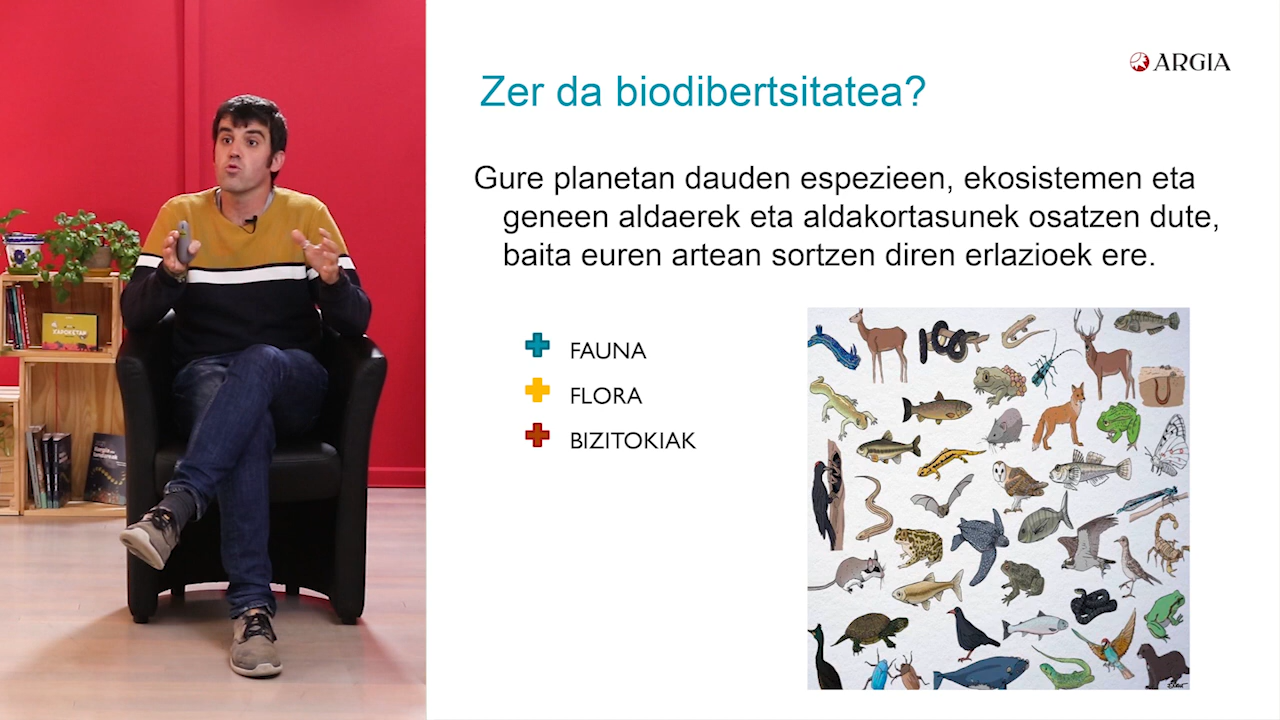 ARGIA
Zer da biodibertsitatea?
Gure planetan dauden espezieen, ekosistemen eta
geneen aldaerek eta aldakortasunek osatzen dute,
baita euren artean sortzen diren erlazioek ere.
FAUNA
FLORA
BIZITOKIAK